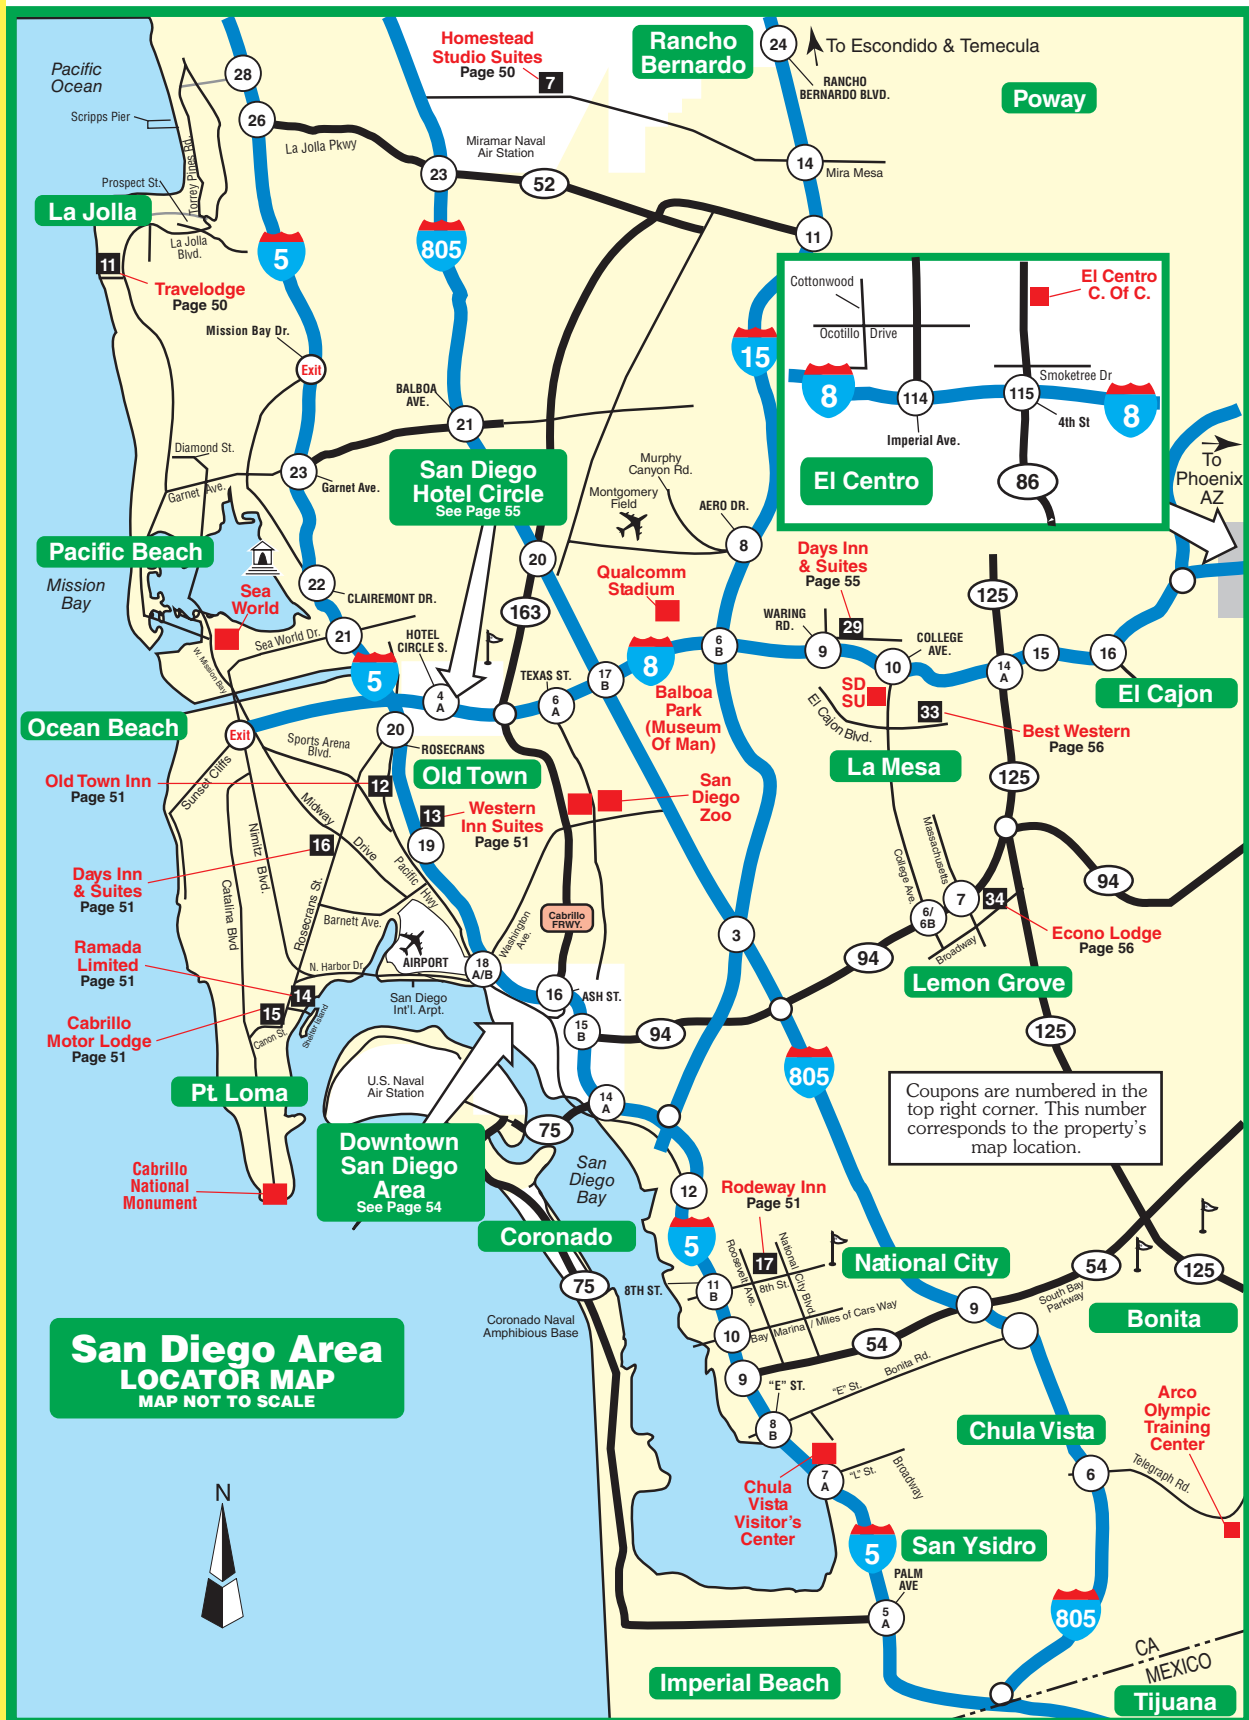 Pacific
Ocean
Scripps Pier
Prospect St.
Torrey Pines Rd.
La Jolla
La Jolla
Blvd.
11
Travelodge
Page 50
28
26
La Jolla Pkwy
5
Mission Bay Dr.
Exit
Homestead
Studio Suites
Page 50
7
Miramar Naval
Air Station
23
52
805
Rancho
Bernardo
24
To Escondido & Temecula
RANCHO
BERNARDO BLVD.
Poway
14
Mira Mesa
11
15
Cottonwood
Ocotillo Drive
El Centro
C. Of C.
8
114
Imperial Ave.
115
Smoketree Dr
4th St
8
El Centro
86
To
Phoenix
AZ
BALBOA
AVE.
21
Diamond St.
Garnet Ave.
23
Garnet Ave.
San Diego
Hotel Circle
See Page 55
Murphy
Canyon Rd.
Montgomery
Field
AERO DR.
8
20
Pacific Beach
Mission
Bay
Sea
World
22
CLAIREMONT DR.
21
Sea World Dr.
W. Mission Bay
5
HOTEL
CIRCLE S.
4
A
163
Qualcomm
Stadium
TEXAS ST.
6
A
17
B
8
6
B
Days Inn
& Suites
Page 55
WARING
RD.
29
9
10
COLLEGE
AVE.
125
14
A
15
16
El Cajon
SD
SU
El Cajon Blvd.
33
Best Western
Page 56
La Mesa
125
Balboa
Park
(Museum
Of Man)
Ocean Beach
Exit
Sports Arena
Blvd.
20
ROSECRANS
Old Town
Old Town Inn
Page 51
12
Sunset Cliffs
13
Western
Inn Suites
Page 51
19
San
Diego
Zoo
Midway
Drive
Pacific
Hwy
Nimitz Blvd.
16
Days Inn
& Suites
Page 51
Catalina Blvd
Rosecrans St.
Barnett Ave.
AIRPORT
N. Harbor Dr.
San Diego
Int'l. Arpt.
Washington
Ave.
Cabrillo
FRWY.
18
A/B
16
ASH ST.
15
B
94
3
94
College Ave.
Massachusetts
6/
6B
7
34
Broadway
Econo Lodge
Page 56
94
Lemon Grove
125
Ramada
Limited
Page 51
14
15
Cabrillo
Motor Lodge
Page 51
Canon St.
Shelter Island
Pt. Loma
U.S. Naval
Air Station
Downtown
San Diego
Area
See Page 54
75
14
A
San
Diego
Bay
805
Coupons are numbered in the
top right corner. This number
corresponds to the property's
map location.
Cabrillo
National
Monument
Coronado
75
Coronado Naval
Amphibious Base
12
5
Rodeway Inn
Page 51
17
Roosevelt Ave.
National City Blvd.
8TH ST.
11
B
8th St.
National City
10
Bay Marina / Miles of Cars Way
9
54
9
South Bay
Parkway
54
125
Bonita
Bonita Rd.
"E" St.
"E" ST.
8
B
San Diego Area
LOCATOR MAP
MAP NOT TO SCALE
Chula Vista
Arco
Olympic
Training
Center
6
Telegraph Rd.
7
A
"L" St.
Broadway
Chula
Vista
Visitor's
Center
N
5
San Ysidro
PALM
AVE
5
A
805
CA
MEXICO
Imperial Beach
Tijuana